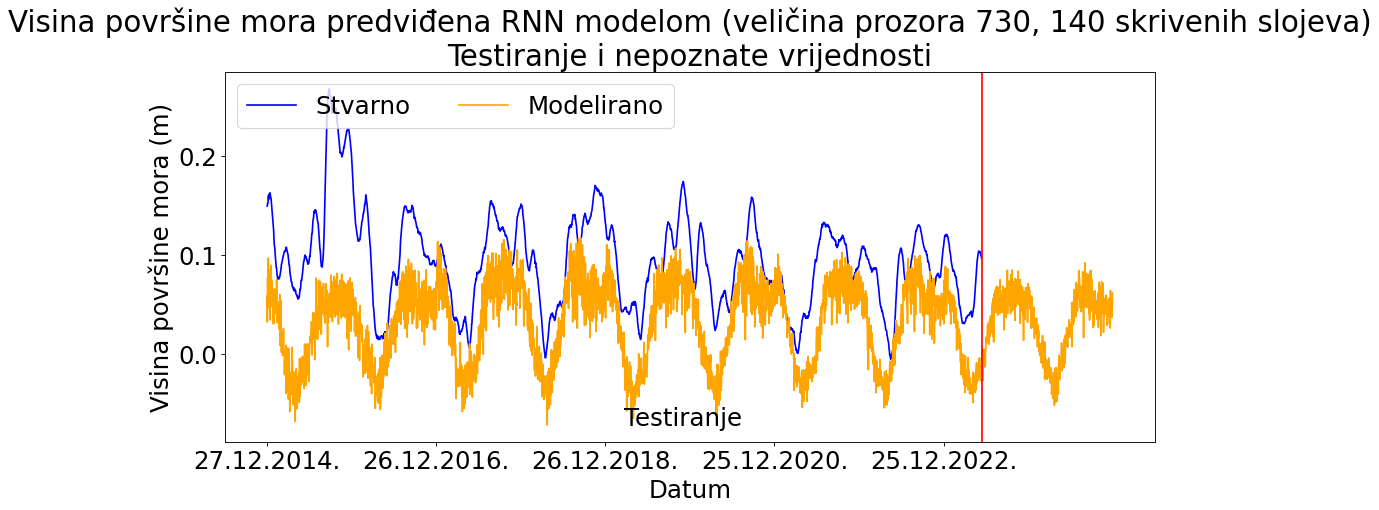 Visina površine mora predviđena RNN modelom (veličina prozora 730, 140 skrivenih slojeva)
Testiranje i nepoznate vrijednosti
Stvarno
Modelirano
Visina površine mora (m)
0.2
0.1
0.0
Testiranje
27.12.2014.
26.12.2016.
26.12.2018.
25.12.2020.
25.12.2022.
Datum